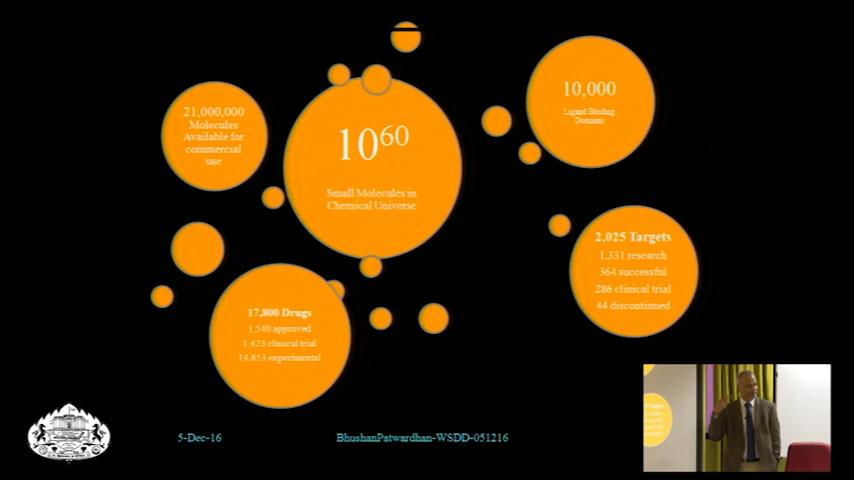 21,000,000
Molecules
Available for
commercial
use
10⁶⁰
Small Molecules in
Chemical Universe
10,000
Ligand Binding
Domains
2,025 Targets
1,331 research
364 successful
286 clinical trial
44 discontinued
17,800 Drugs
1,540 approved
1,423 clinical trial
14,853 experimental
5-Dec-16
BhushanPatwardhan-WSDD-051216